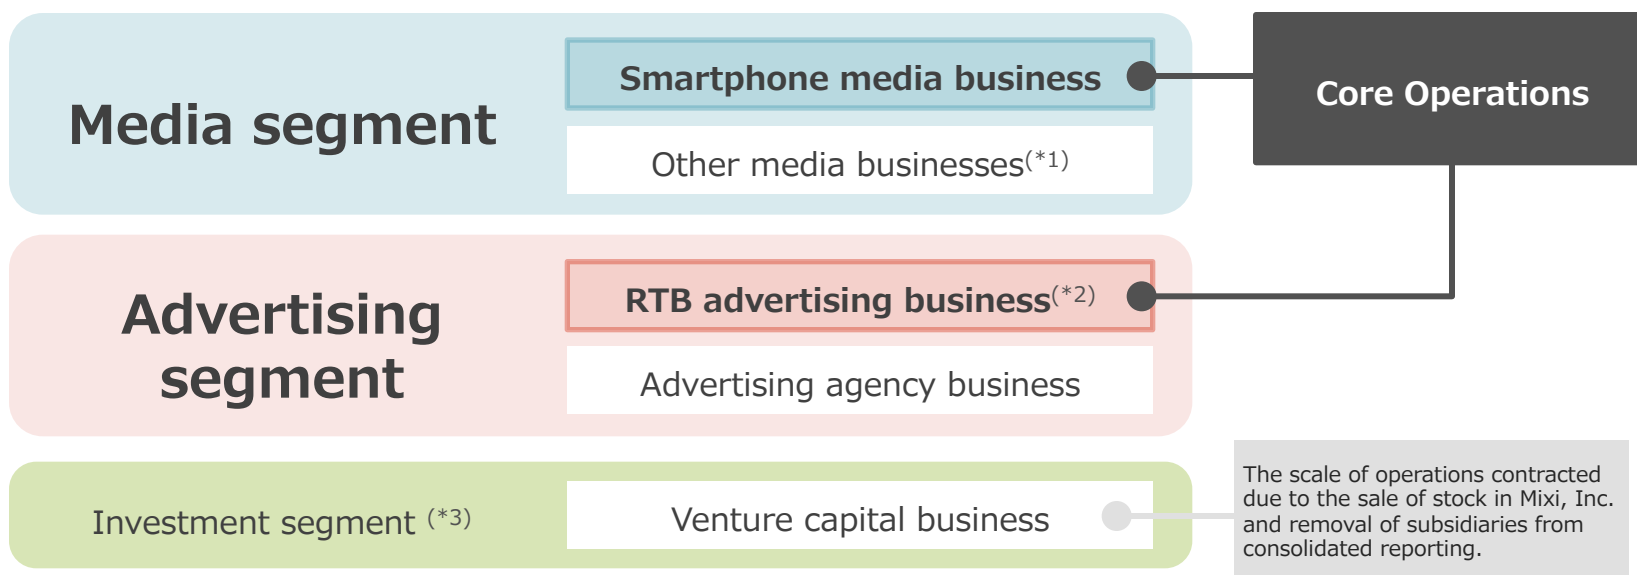 Media segment
Smartphone media business
Other media businesses(*1)
Core Operations
Advertising
segment
RTB advertising business(*2)
Advertising agency business
Investment segment (*3)
Venture capital business
The scale of operations contracted
due to the sale of stock in Mixi, Inc.
and removal of subsidiaries from
consolidated reporting.